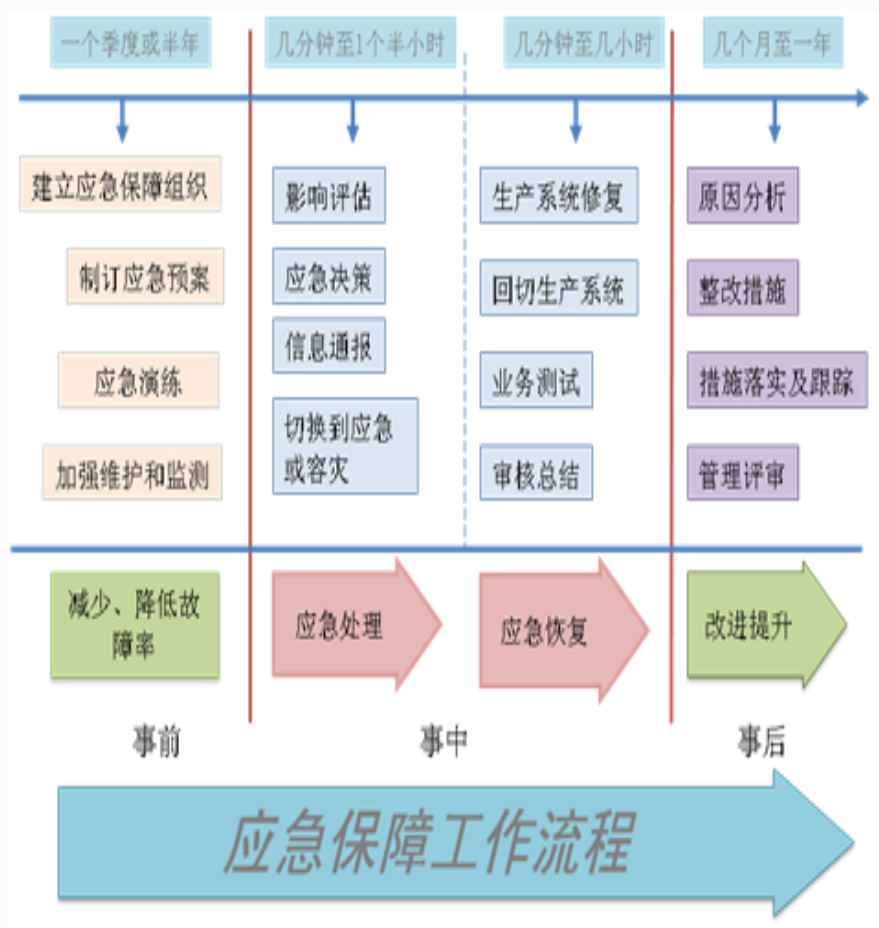 一个季度或半年
几分钟至1个半小时
几分钟至几小时
几个月至一年
建立应急保障组织
制订应急预案
应急演练
加强维护和监测
影响评估
应急决策
信息通报
切换到应急
或容灾
生产系统修复
回切生产系统
业务测试
审核总结
原因分析
整改措施
措施落实及跟踪
管理评审
减少、降低故
障率
应急处理
应急恢复
改进提升
事前
事中
事后
应急保障工作流程